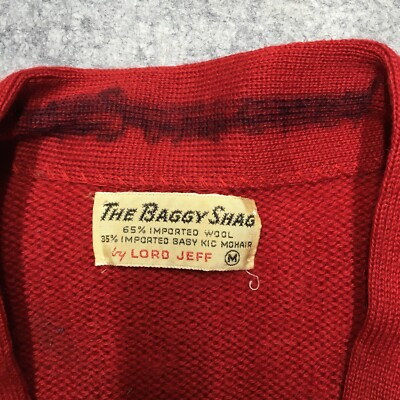 THE BAGGY SHAG
65% IMPORTED WOOL
35% IMPORTED BABY KID MOHAIR
by LORD JEFF M